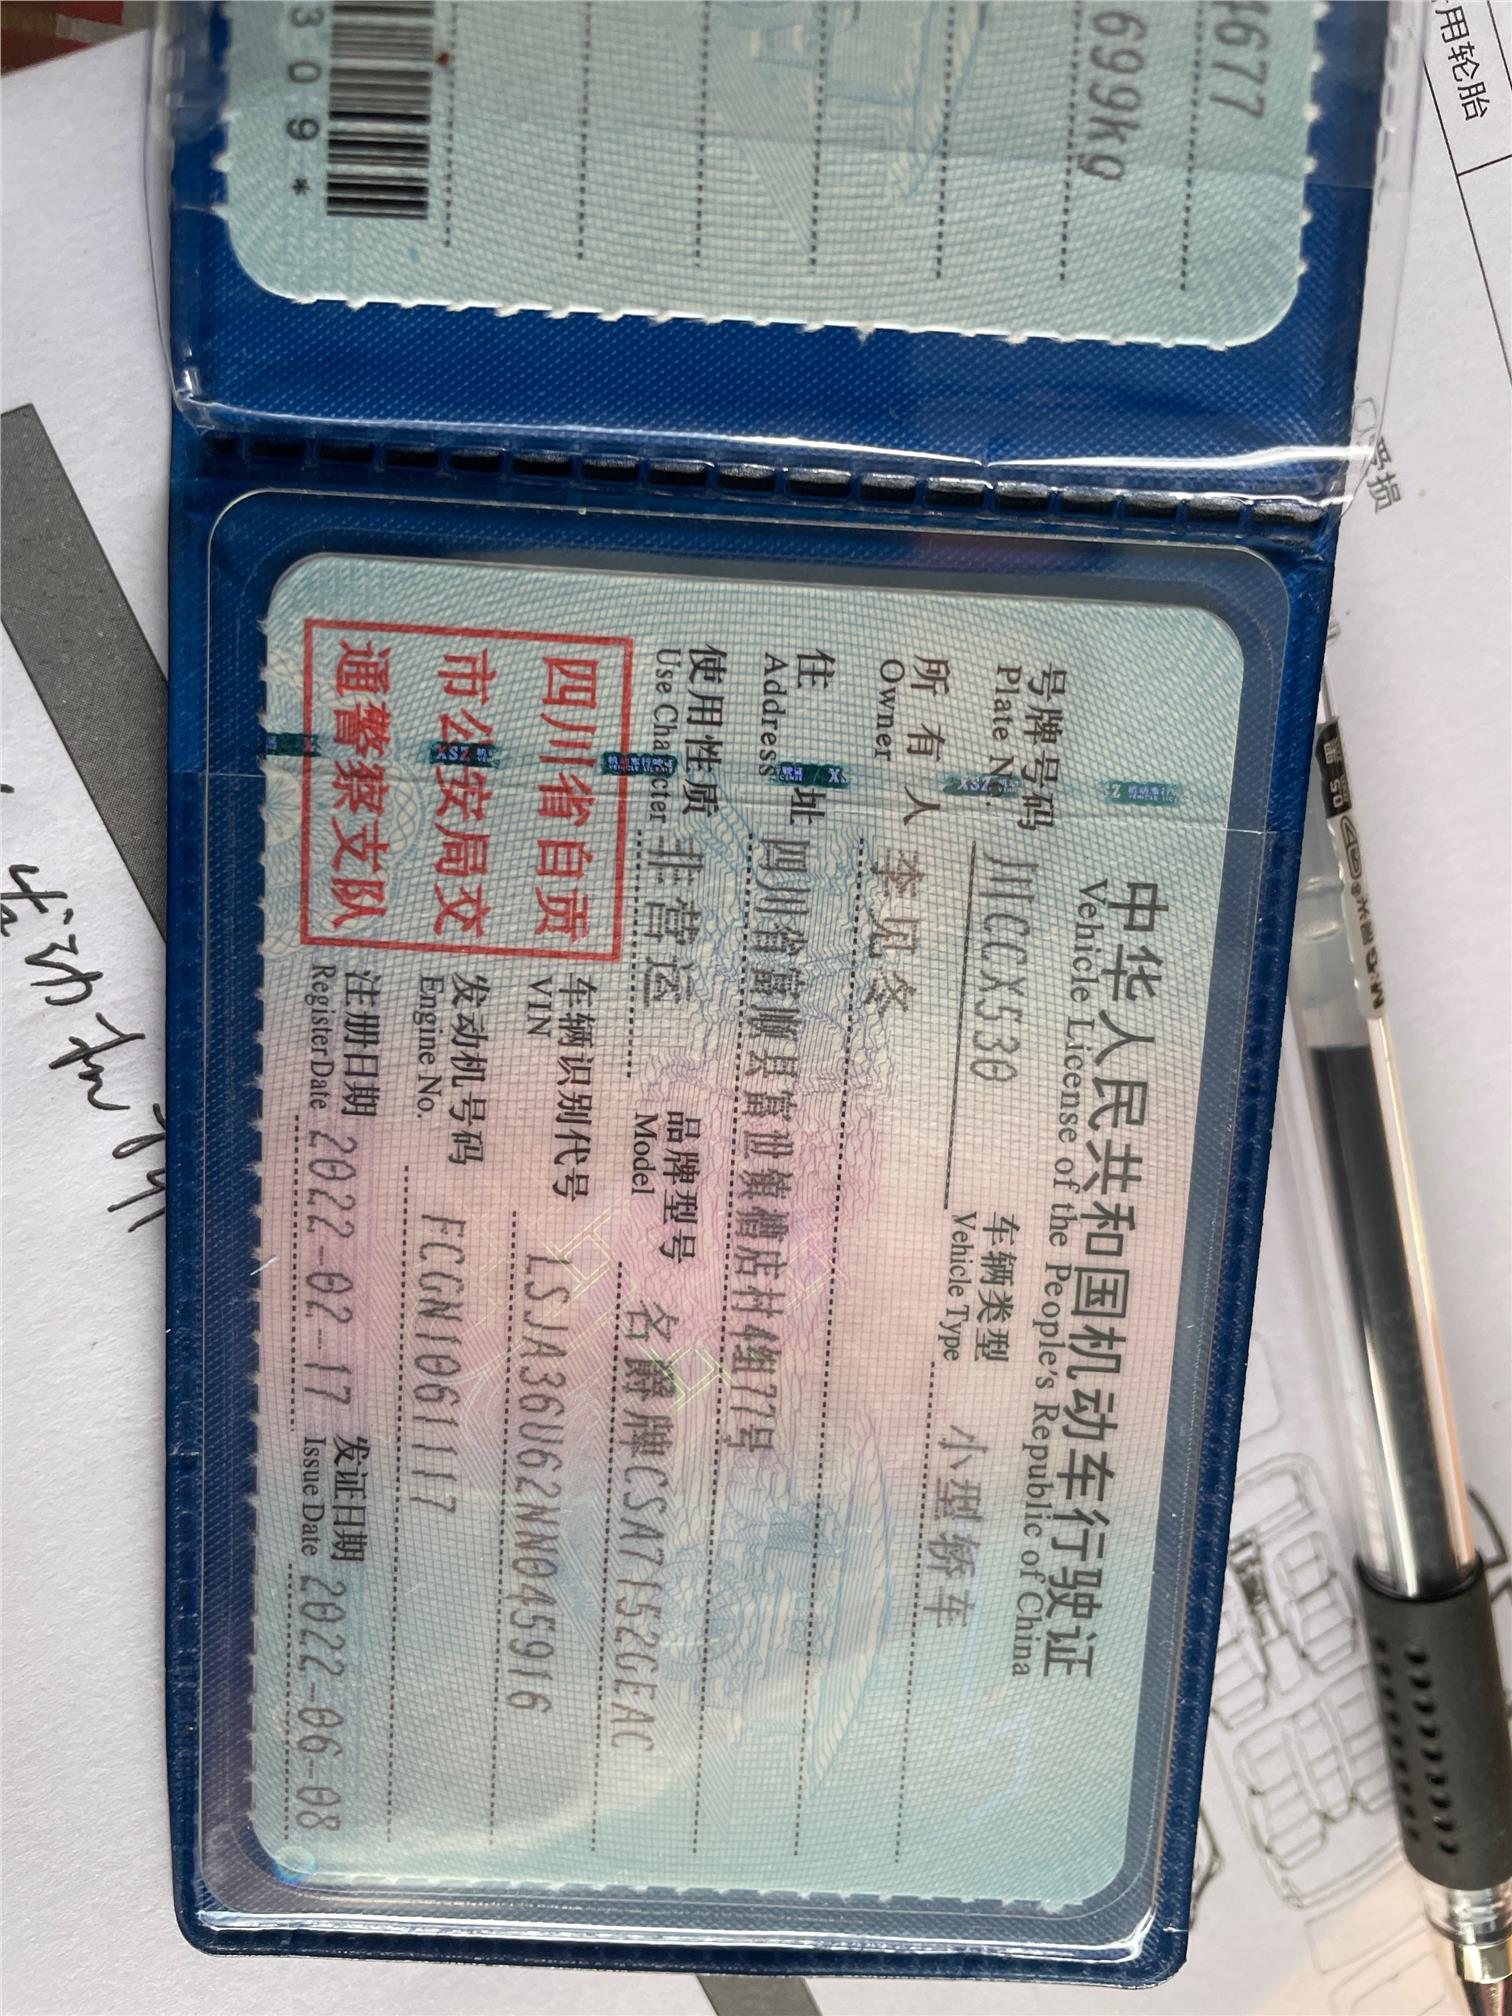 中华人民共和国机动车行驶证
Vehicle License of the People's Republic of China
号牌号码 川CCX530 车辆类型 小型轿车
Plate No. Vehicle Type
所有人 李见冬
Owner
住址 四川省富顺县富世镇槽店村4组77号
Address
使用性质 非营运 品牌型号 名爵牌CSA7152GEAC
Use Character Model
四川省自贡
市公安局交
通警察支队
车辆识别代号 LSJA36U62NN045916
VIN
发动机号码 FCGN1061117
Engine No.
注册日期 2022-02-17 发证日期 2022-06-08
Register Date Issue Date
4677
699kg
309*
用轮胎
受损
M&G